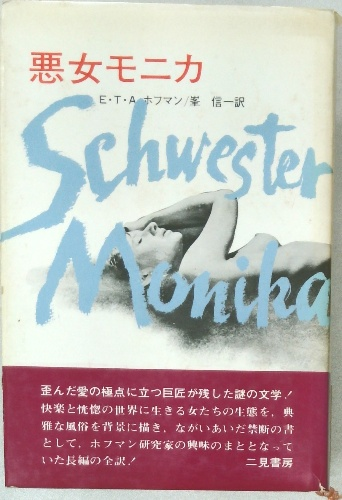 悪女モニカ
E・T・A ホフマン/峯 信一訳
Schwester
Monika
歪んだ愛の極点に立つ巨匠が残した謎の文学!
快楽と恍惚の世界に生きる女たちの生態を、典
雅な風俗を背景に描き、ながいあいだ禁断の書
として、ホフマン研究家の興味のまととなって
いた長編の全訳!
二見書房